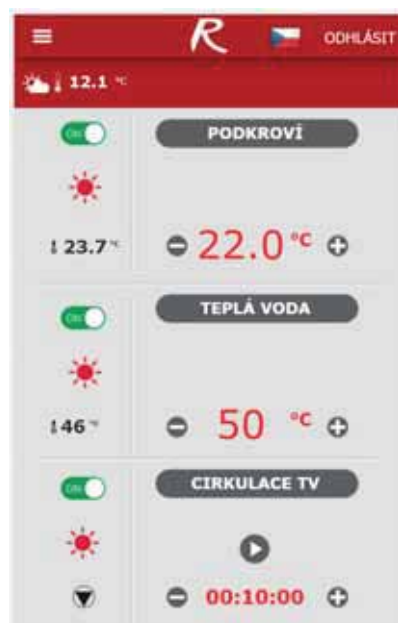 R ODHLÁSIT
12.1 °C
ON PODKROVÍ
23.7 °C 22.0 °C
ON TEPLÁ VODA
46 °C 50 °C
ON CIRKULACE TV
00:10:00